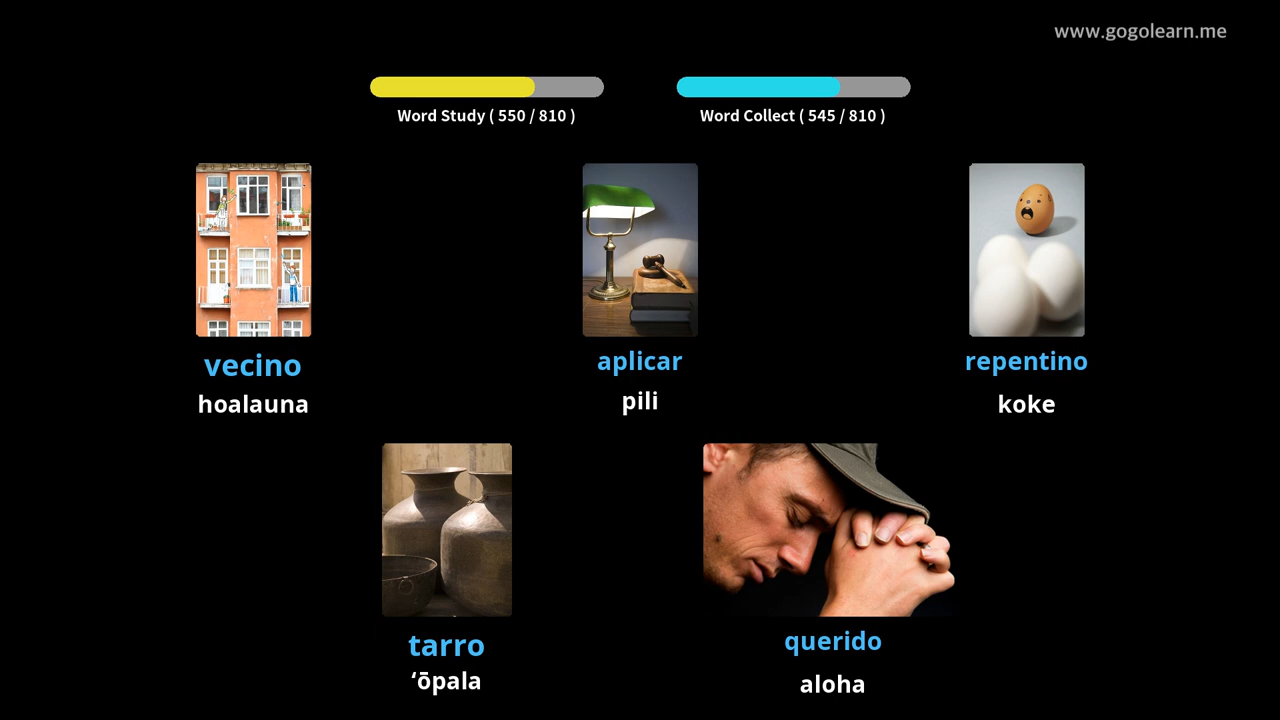 www.gogolearn.me
Word Study ( 550 / 810 )
Word Collect ( 545 / 810 )
vecino
hoalauna
aplicar
pili
repentino
koke
tarro
ʻōpala
querido
aloha